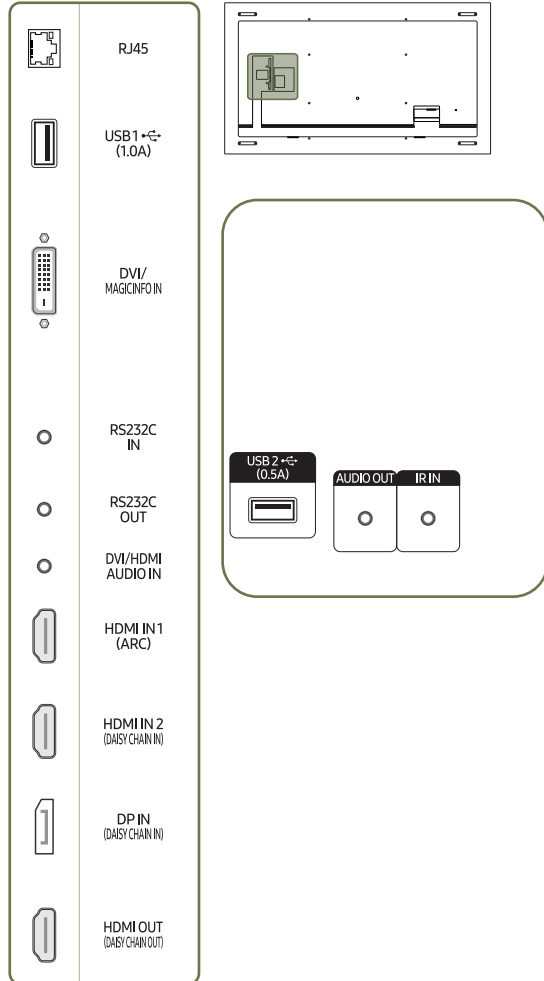 RJ45
USB1
(1.0A)
DVI/
MAGICINFO IN
RS232C
IN
RS232C
OUT
DVI/HDMI
AUDIO IN
HDMI IN 1
(ARC)
HDMI IN 2
(DAISY CHAIN IN)
DP IN
(DAISY CHAIN IN)
HDMI OUT
(DAISY CHAIN OUT)
USB 2
(0.5A)
AUDIO OUT
IR IN